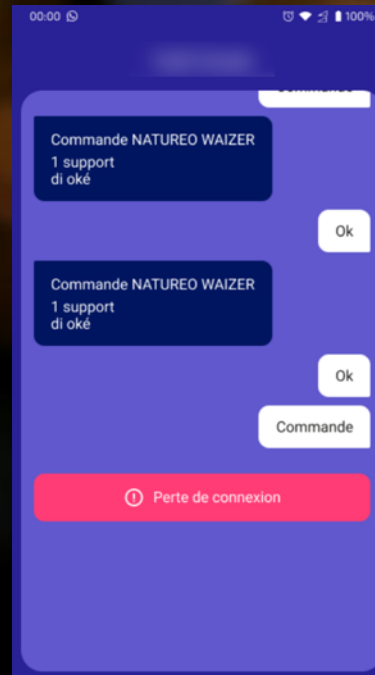 00:00
100%
Commande NATUREO WAIZER
1 support
di oké
Ok
Commande NATUREO WAIZER
1 support
di oké
Ok
Commande
Perte de connexion